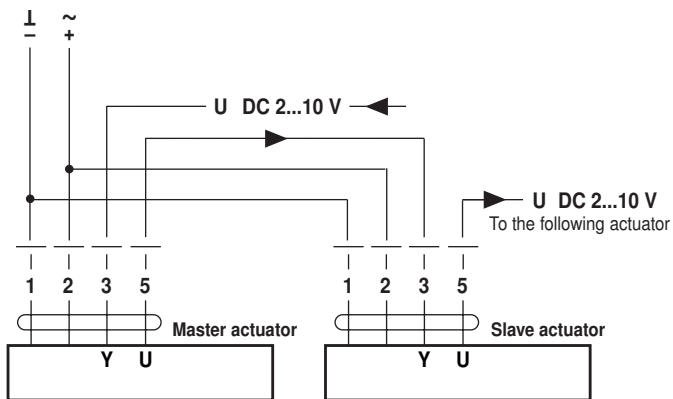 ⊥ ~
– +
U DC 2...10 V
U DC 2...10 V
To the following actuator
1 2 3 5 1 2 3 5
Master actuator Slave actuator
Y U Y U